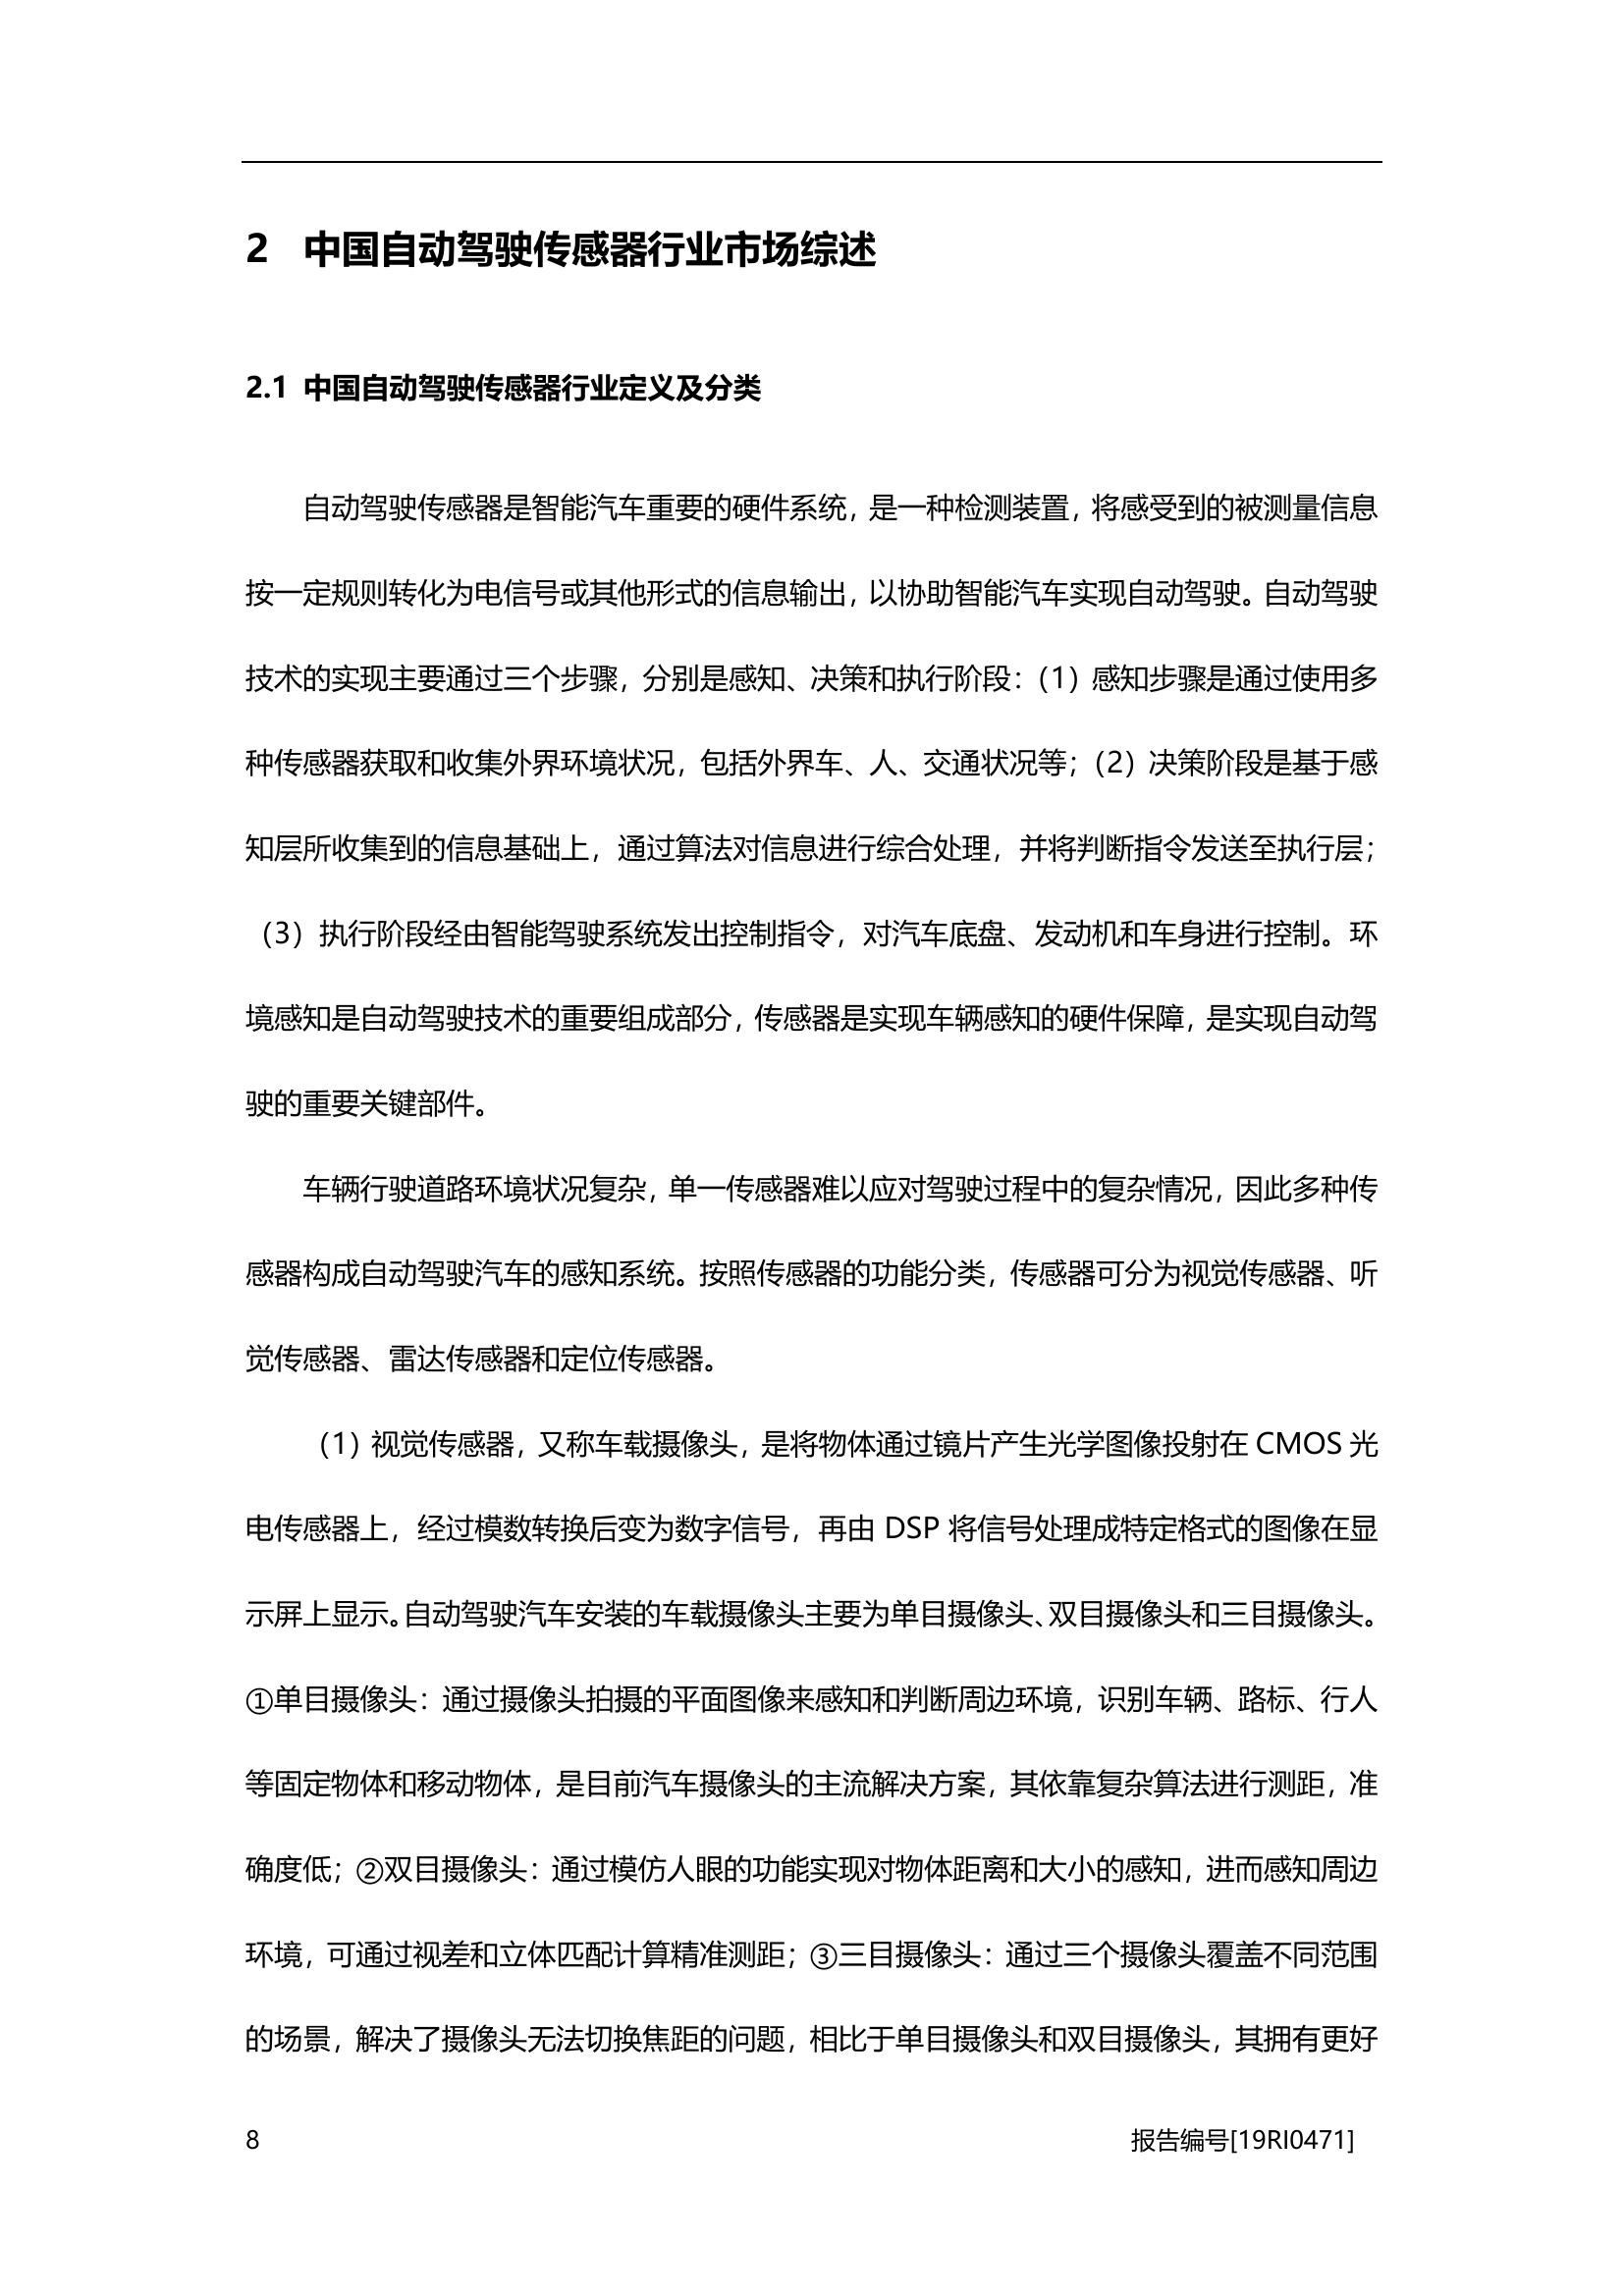 2 中国自动驾驶传感器行业市场综述
2.1 中国自动驾驶传感器行业定义及分类
自动驾驶传感器是智能汽车重要的硬件系统，是一种检测装置，将感受到的被测量信息
按一定规则转化为电信号或其他形式的信息输出，以协助智能汽车实现自动驾驶。自动驾驶
技术的实现主要通过三个步骤，分别是感知、决策和执行阶段：（1）感知步骤是通过使用多
种传感器获取和收集外界环境状况，包括外界车、人、交通状况等；（2）决策阶段是基于感
知层所收集到的信息基础上，通过算法对信息进行综合处理，并将判断指令发送至执行层；
（3）执行阶段经由智能驾驶系统发出控制指令，对汽车底盘、发动机和车身进行控制。环
境感知是自动驾驶技术的重要组成部分，传感器是实现车辆感知的硬件保障，是实现自动驾
驶的重要关键部件。
车辆行驶道路环境状况复杂，单一传感器难以应对驾驶过程中的复杂情况，因此多种传
感器构成自动驾驶汽车的感知系统。按照传感器的功能分类，传感器可分为视觉传感器、听
觉传感器、雷达传感器和定位传感器。
（1）视觉传感器，又称车载摄像头，是将物体通过镜片产生光学图像投射在 CMOS 光
电传感器上，经过模数转换后变为数字信号，再由 DSP 将信号处理成特定格式的图像在显
示屏上显示。自动驾驶汽车安装的车载摄像头主要为单目摄像头、双目摄像头和三目摄像头。
①单目摄像头：通过摄像头拍摄的平面图像来感知和判断周边环境，识别车辆、路标、行人
等固定物体和移动物体，是目前汽车摄像头的主流解决方案，其依靠复杂算法进行测距，准
确度低；②双目摄像头：通过模仿人眼的功能实现对物体距离和大小的感知，进而感知周边
环境，可通过视差和立体匹配计算精准测距；③三目摄像头：通过三个摄像头覆盖不同范围
的场景，解决了摄像头无法切换焦距的问题，相比于单目摄像头和双目摄像头，其拥有更好
8 报告编号[19RI0471]